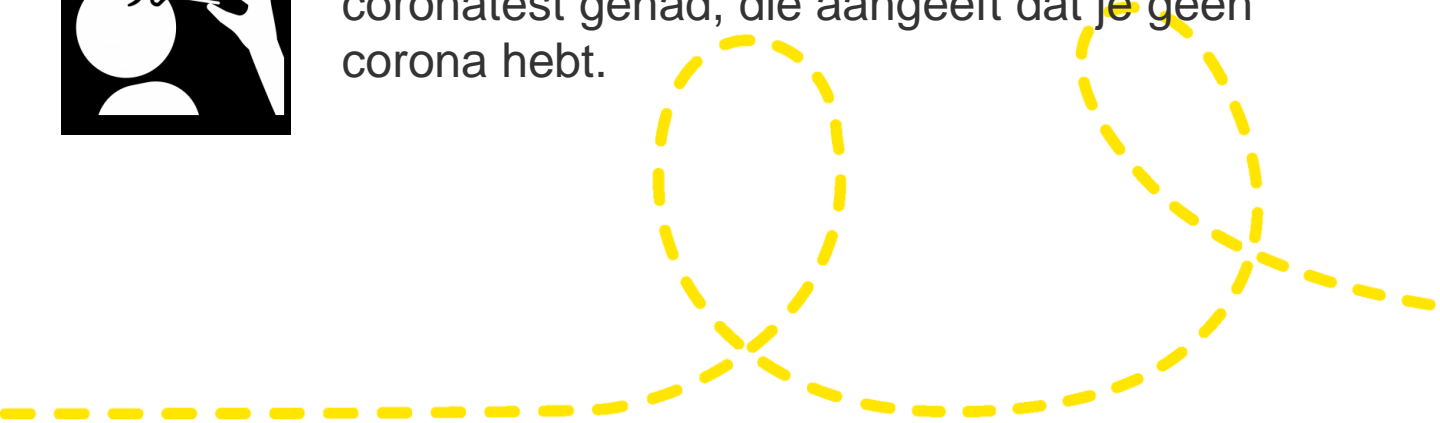 coronatest gehad, die aangeeft dat je geen
corona hebt.